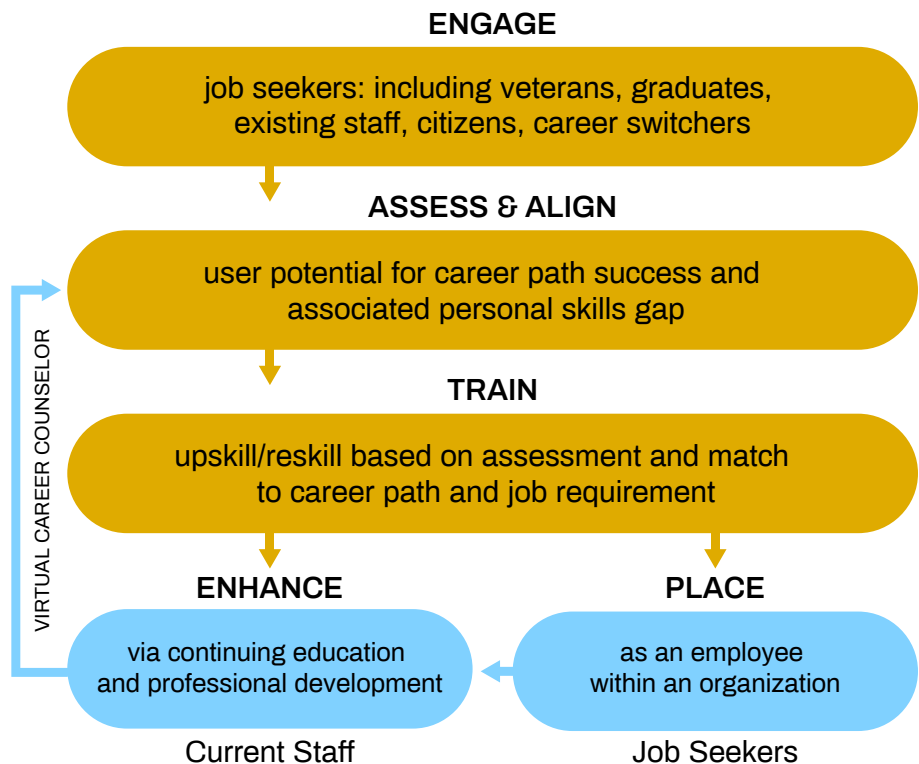 ENGAGE
job seekers: including veterans, graduates,
existing staff, citizens, career switchers
ASSESS & ALIGN
user potential for career path success and
associated personal skills gap
VIRTUAL CAREER COUNSELOR
TRAIN
upskill/reskill based on assessment and match
to career path and job requirement
ENHANCE
via continuing education
and professional development
Current Staff
PLACE
as an employee
within an organization
Job Seekers